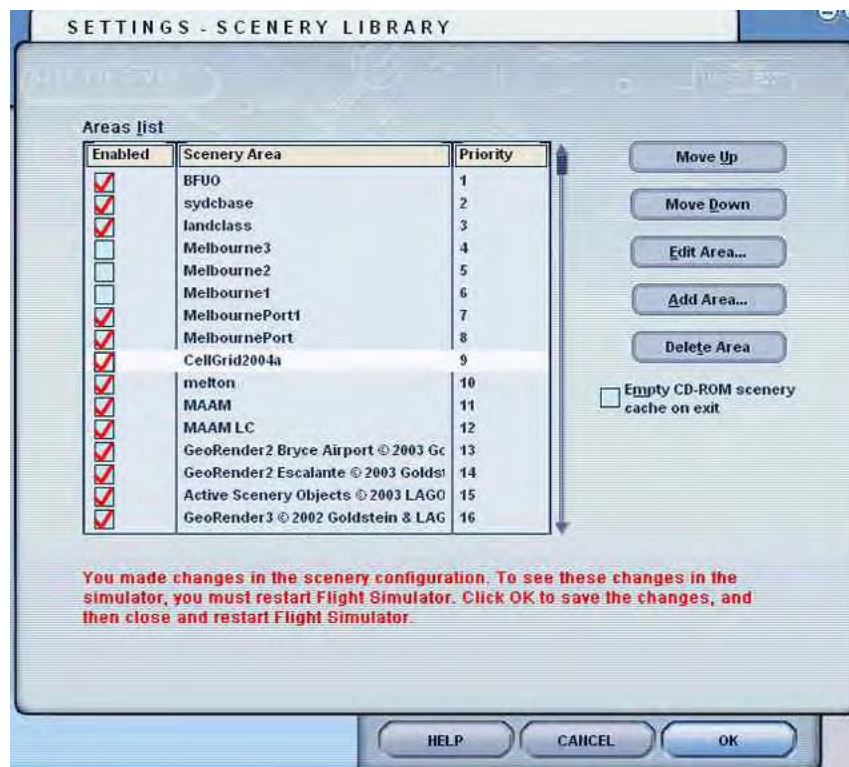 SETTINGS - SCENERY LIBRARY
Areas list
Enabled Scenery Area Priority
BFUO 1
sydcbase 2
landclass 3
Melbourne3 4
Melbourne2 5
Melbourne1 6
MelbournePort1 7
MelbournePort 8
CellGrid2004a 9
melton 10
MAAM 11
MAAM LC 12
GeoRender2 Bryce Airport © 2003 Gc 13
GeoRender2 Escalante © 2003 Golds 14
Active Scenery Objects © 2003 LAGO 15
GeoRender3 © 2002 Goldstein & LAG 16
Move Up
Move Down
Edit Area...
Add Area...
Delete Area
Empty CD-ROM scenery
cache on exit
You made changes in the scenery configuration. To see these changes in the
simulator, you must restart Flight Simulator. Click OK to save the changes, and
then close and restart Flight Simulator.
HELP CANCEL OK